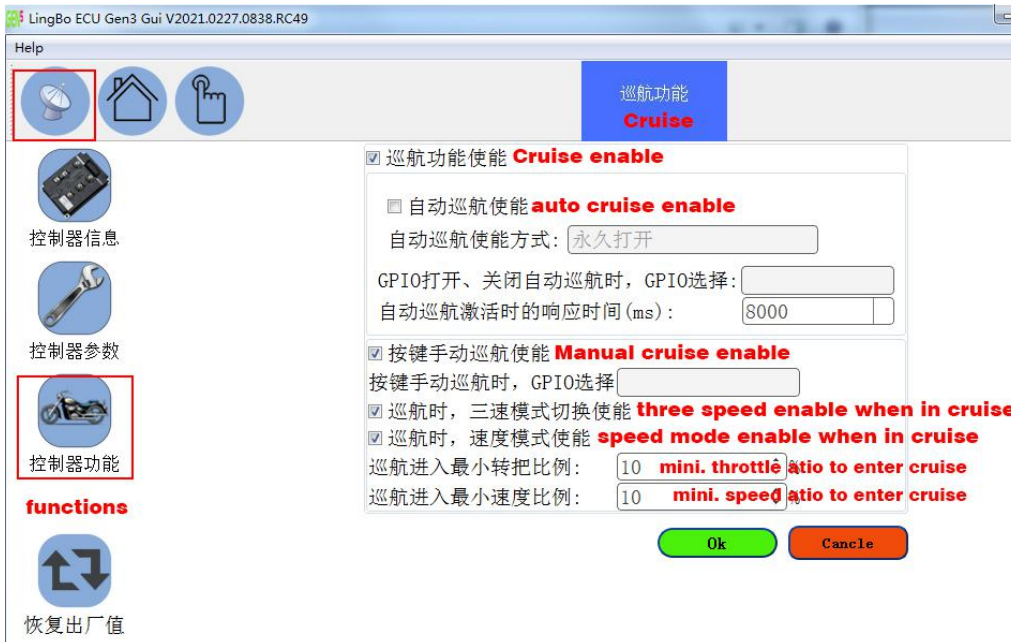 LingBo ECU Gen3 Gui V2021.0227.0838.RC49
Help
巡航功能
Cruise
巡航功能使能 Cruise enable
自动巡航使能 auto cruise enable
自动巡航使能方式: 永久打开
GPIO打开、关闭自动巡航时，GPIO选择:
自动巡航激活时的响应时间(ms): 8000
按键手动巡航使能 Manual cruise enable
按键手动巡航时，GPIO选择
巡航时，三速模式切换使能 three speed enable when in cruise
巡航时，速度模式使能 speed mode enable when in cruise
巡航进入最小转把比例: 10 mini. throttle atio to enter cruise
巡航进入最小速度比例: 10 mini. speed atio to enter cruise
Ok
Cancle
控制器信息
控制器参数
控制器功能
functions
恢复出厂值